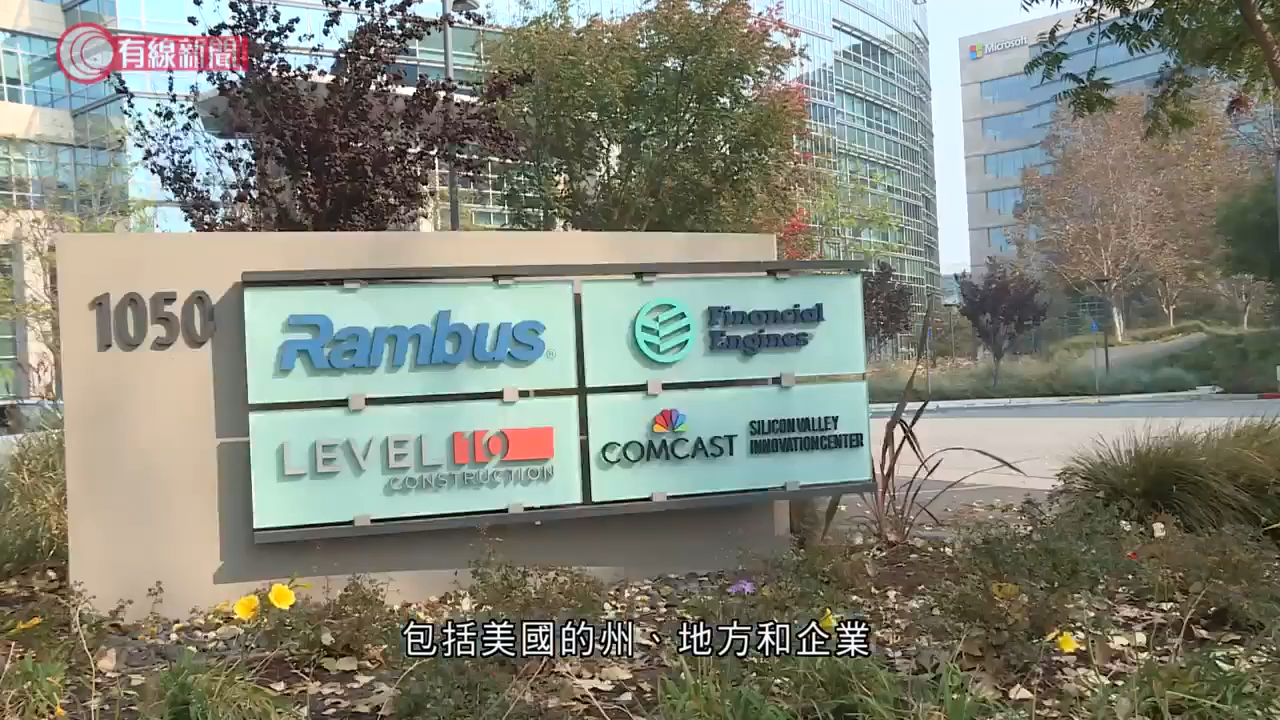 有線新聞
Microsoft
1050
Rambus®
Financial
Engines
LEVEL 10
CONSTRUCTION
COMCAST
SILICON VALLEY
INNOVATION CENTER
包括美國的州、地方和企業